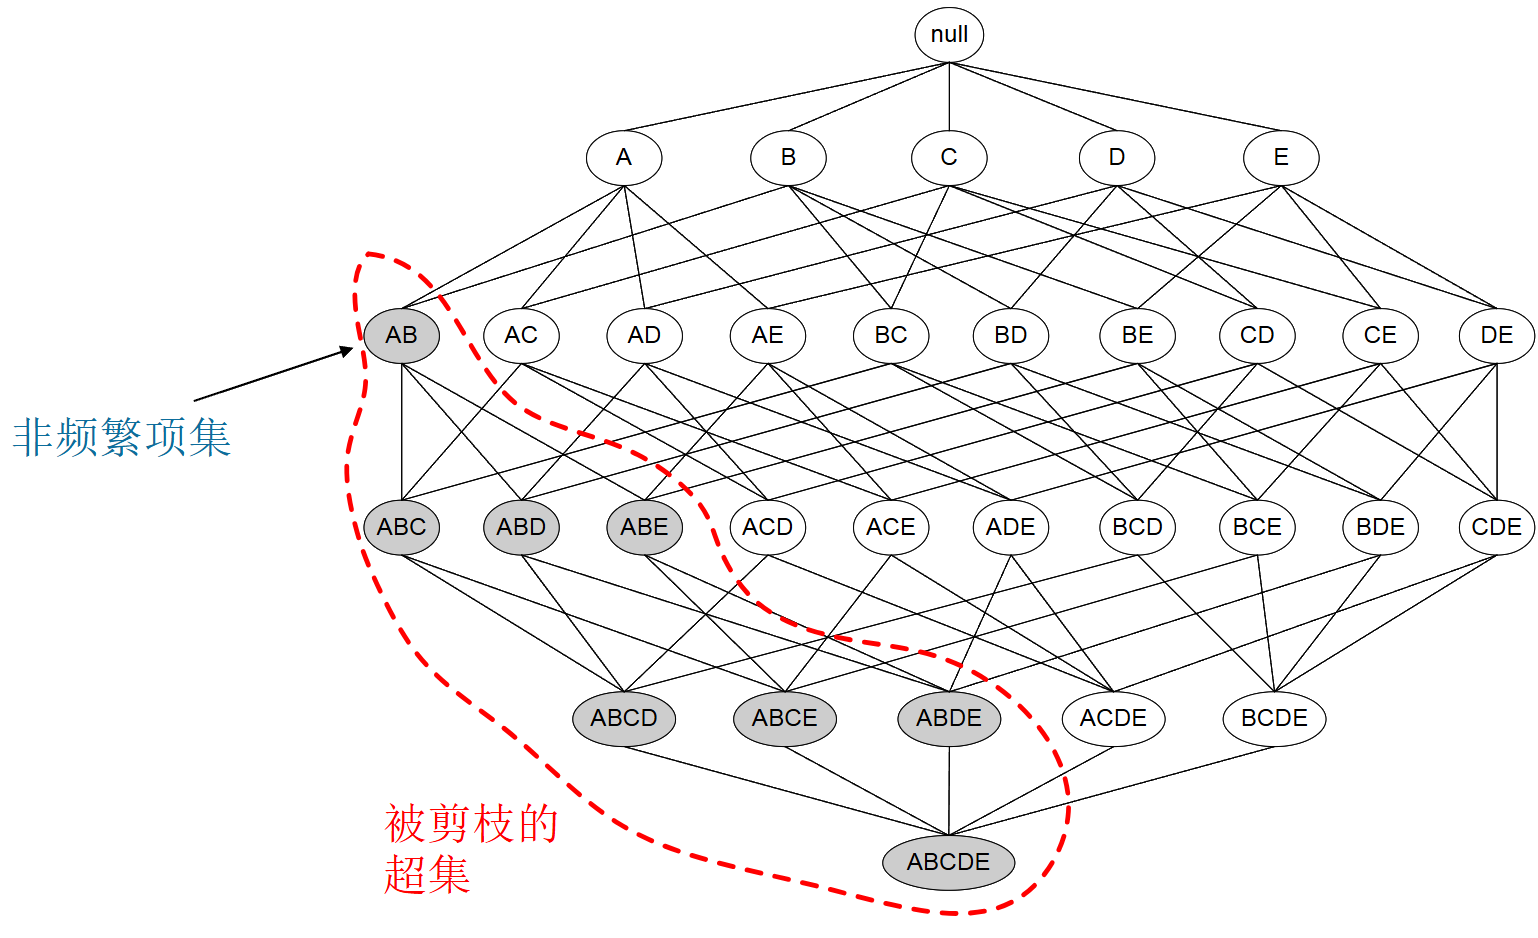 null
A B C D E
AB AC AD AE BC BD BE CD CE DE
非频繁项集
ABC ABD ABE ACD ACE ADE BCD BCE BDE CDE
ABCD ABCE ABDE ACDE BCDE
被剪枝的
超集
ABCDE